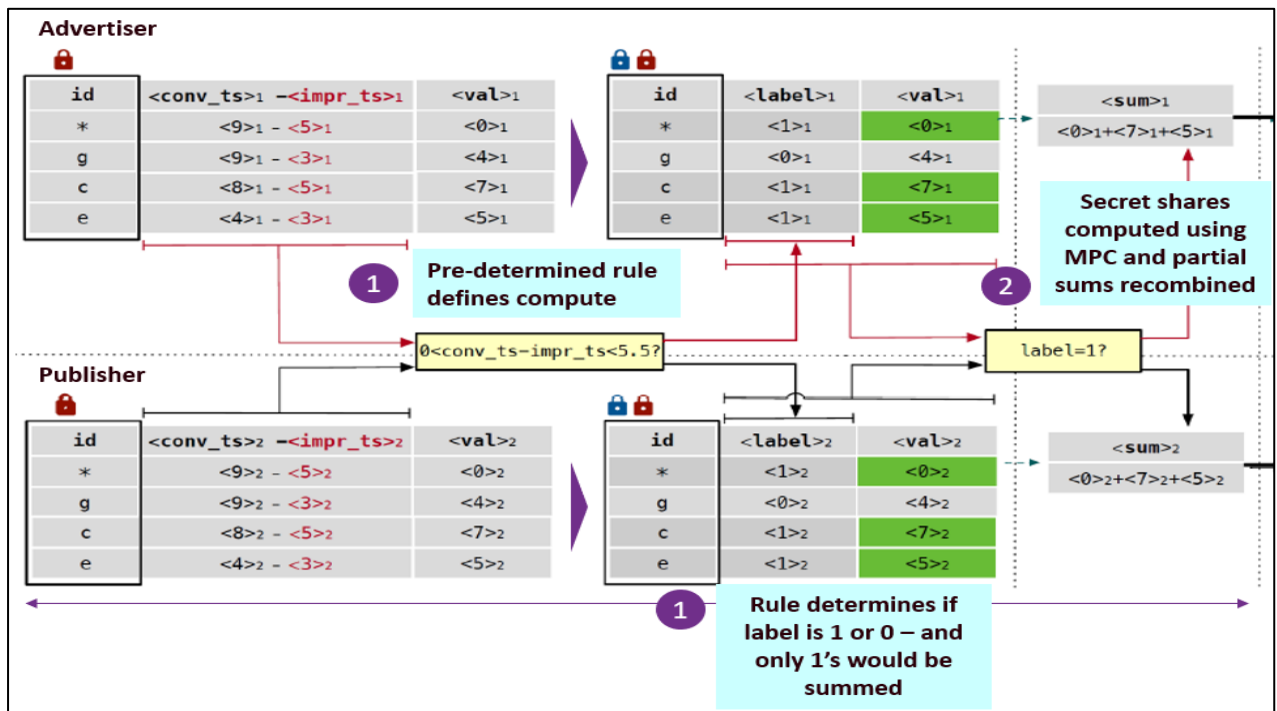 Advertiser
id <conv_ts>1 –<impr_ts>1 <val>1
* <9>1 – <5>1 <0>1
g <9>1 – <3>1 <4>1
c <8>1 – <5>1 <7>1
e <4>1 – <3>1 <5>1
id <label>1 <val>1
* <1>1 <0>1
g <0>1 <4>1
c <1>1 <7>1
e <1>1 <5>1
<sum>1
<0>1+<7>1+<5>1
1
Pre-determined rule
defines compute
2
Secret shares
computed using
MPC and partial
sums recombined
0<conv_ts-impr_ts<5.5?
label=1?
Publisher
id <conv_ts>2 –<impr_ts>2 <val>2
* <9>2 – <5>2 <0>2
g <9>2 – <3>2 <4>2
c <8>2 – <5>2 <7>2
e <4>2 – <3>2 <5>2
id <label>2 <val>2
* <1>2 <0>2
g <0>2 <4>2
c <1>2 <7>2
e <1>2 <5>2
<sum>2
<0>2+<7>2+<5>2
1
Rule determines if
label is 1 or 0 – and
only 1’s would be
summed